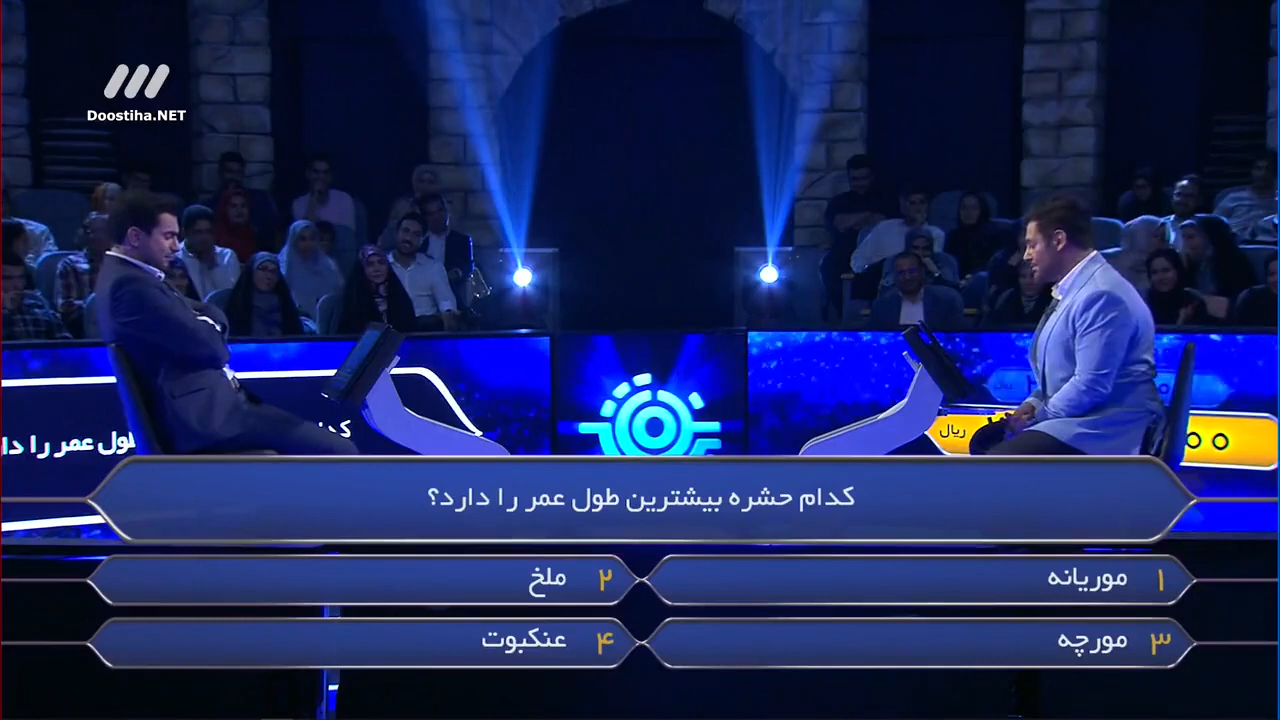 Doostiha.NET
ریال
کدام حشره بیشترین طول عمر را دارد؟
۱ موریانه
۲ ملخ
۳ مورچه
۴ عنکبوت